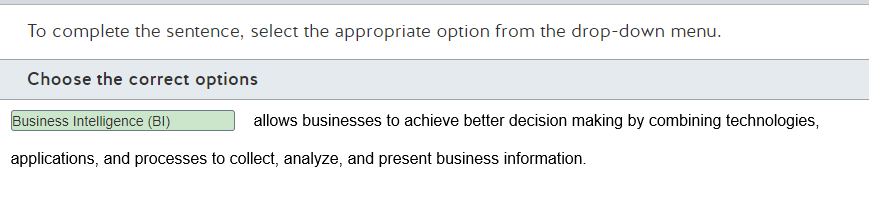 To complete the sentence, select the appropriate option from the drop-down menu.
Choose the correct options
Business Intelligence (BI) allows businesses to achieve better decision making by combining technologies,
applications, and processes to collect, analyze, and present business information.